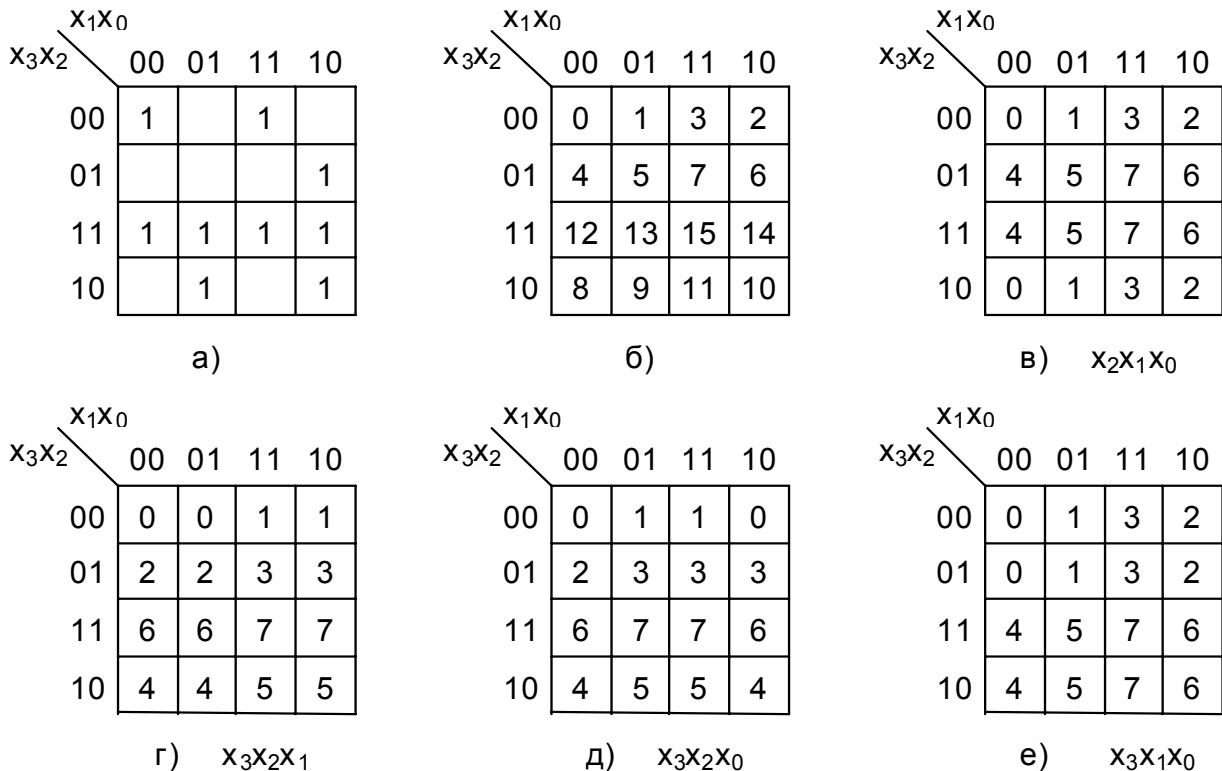 x₁x₀ x₁x₀ x₁x₀
x₃x₂ 00 01 11 10 x₃x₂ 00 01 11 10 x₃x₂ 00 01 11 10
00 1 1 00 0 1 3 2 00 0 1 3 2
01 1 01 4 5 7 6 01 4 5 7 6
11 1 1 1 1 11 12 13 15 14 11 4 5 7 6
10 1 1 10 8 9 11 10 10 0 1 3 2
а) б) в) x₂x₁x₀
x₁x₀ x₁x₀ x₁x₀
x₃x₂ 00 01 11 10 x₃x₂ 00 01 11 10 x₃x₂ 00 01 11 10
00 0 0 1 1 00 0 1 1 0 00 0 1 3 2
01 2 2 3 3 01 2 3 3 3 01 0 1 3 2
11 6 6 7 7 11 6 7 7 6 11 4 5 7 6
10 4 4 5 5 10 4 5 5 4 10 4 5 7 6
г) x₃x₂x₁ д) x₃x₂x₀ е) x₃x₁x₀